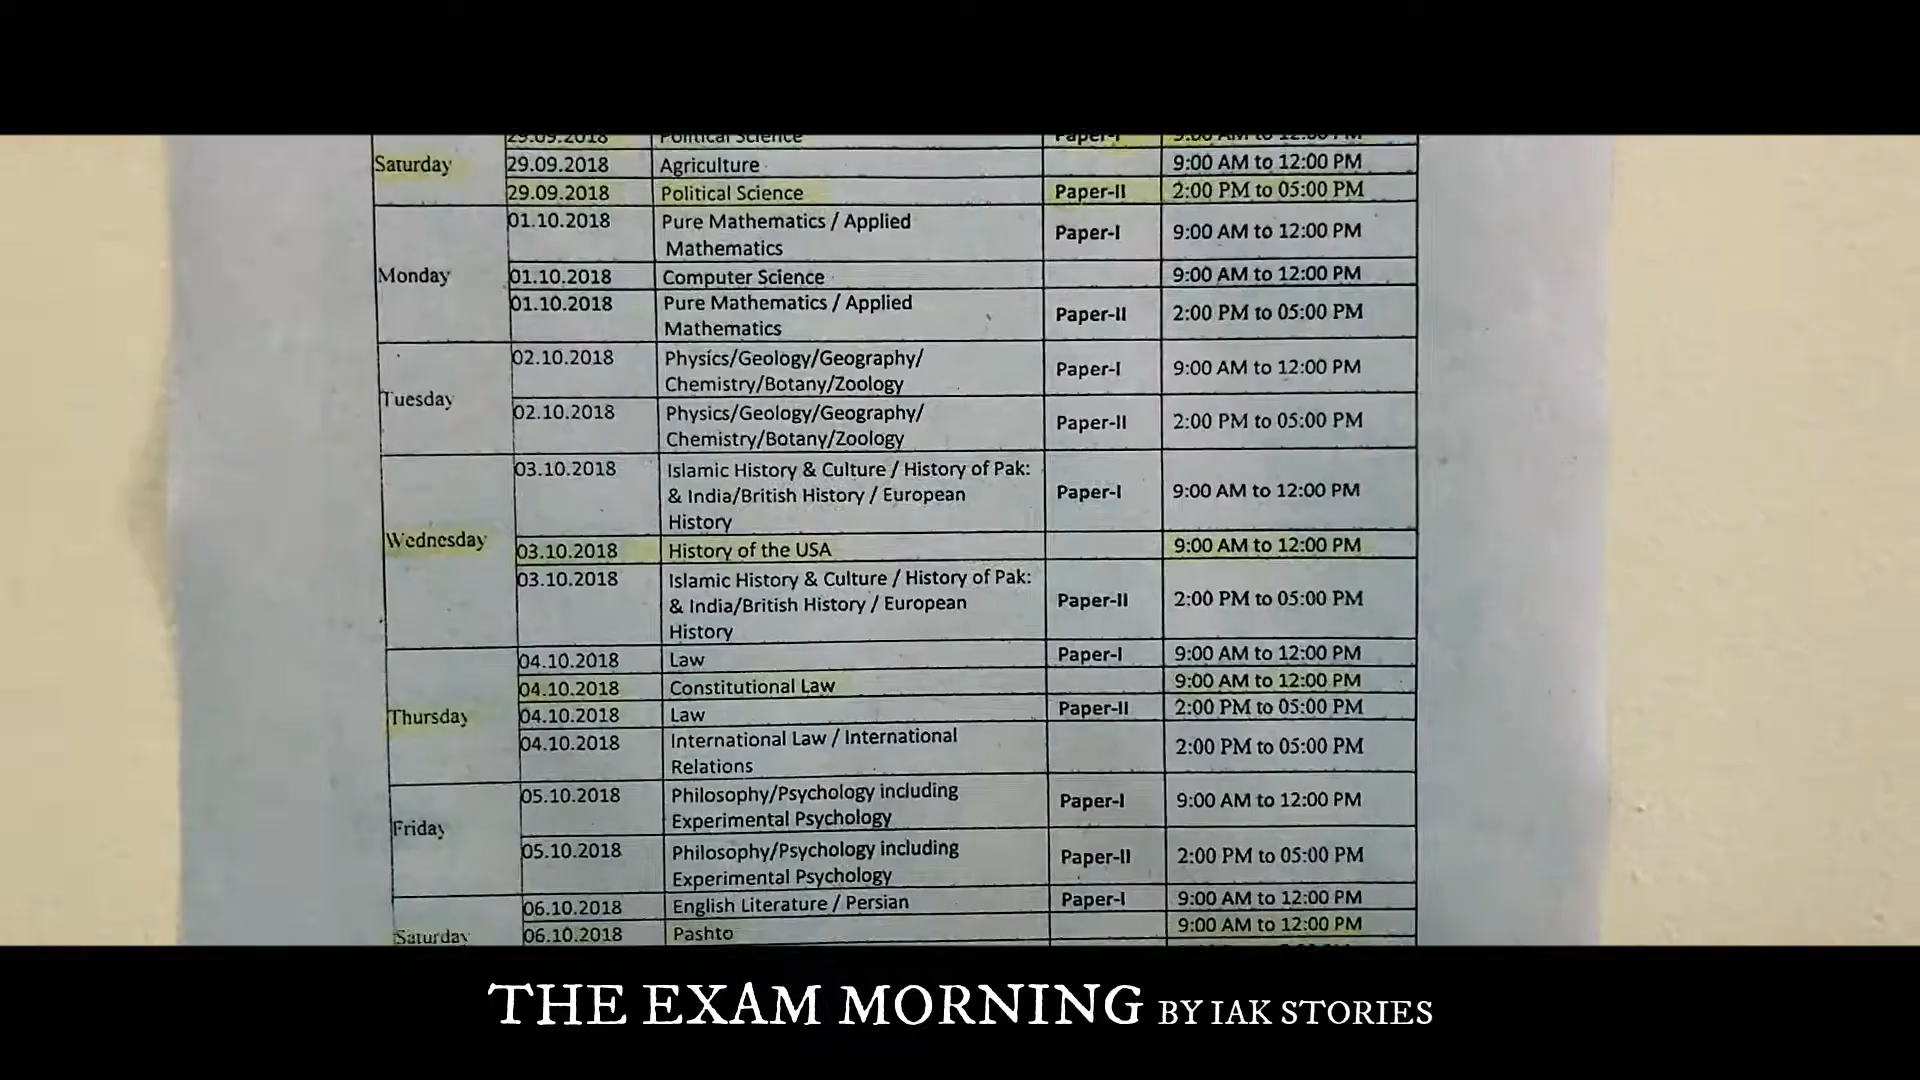 29.09.2018 Political Science Paper-I 9:00 AM to 12:00 PM
Saturday 29.09.2018 Agriculture 9:00 AM to 12:00 PM
29.09.2018 Political Science Paper-II 2:00 PM to 05:00 PM
01.10.2018 Pure Mathematics / Applied
Mathematics Paper-I 9:00 AM to 12:00 PM
Monday 01.10.2018 Computer Science 9:00 AM to 12:00 PM
01.10.2018 Pure Mathematics / Applied
Mathematics Paper-II 2:00 PM to 05:00 PM
02.10.2018 Physics/Geology/Geography/
Chemistry/Botany/Zoology Paper-I 9:00 AM to 12:00 PM
Tuesday
02.10.2018 Physics/Geology/Geography/
Chemistry/Botany/Zoology Paper-II 2:00 PM to 05:00 PM
03.10.2018 Islamic History & Culture / History of Pak:
& India/British History / European Paper-I 9:00 AM to 12:00 PM
History
Wednesday 03.10.2018 History of the USA 9:00 AM to 12:00 PM
03.10.2018 Islamic History & Culture / History of Pak:
& India/British History / European Paper-II 2:00 PM to 05:00 PM
History
04.10.2018 Law Paper-I 9:00 AM to 12:00 PM
04.10.2018 Constitutional Law 9:00 AM to 12:00 PM
Thursday 04.10.2018 Law Paper-II 2:00 PM to 05:00 PM
04.10.2018 International Law / International
Relations 2:00 PM to 05:00 PM
05.10.2018 Philosophy/Psychology including
Experimental Psychology Paper-I 9:00 AM to 12:00 PM
Friday
05.10.2018 Philosophy/Psychology including
Experimental Psychology Paper-II 2:00 PM to 05:00 PM
06.10.2018 English Literature / Persian Paper-I 9:00 AM to 12:00 PM
Saturday 06.10.2018 Pashto 9:00 AM to 12:00 PM
THE EXAM MORNING BY IAK STORIES